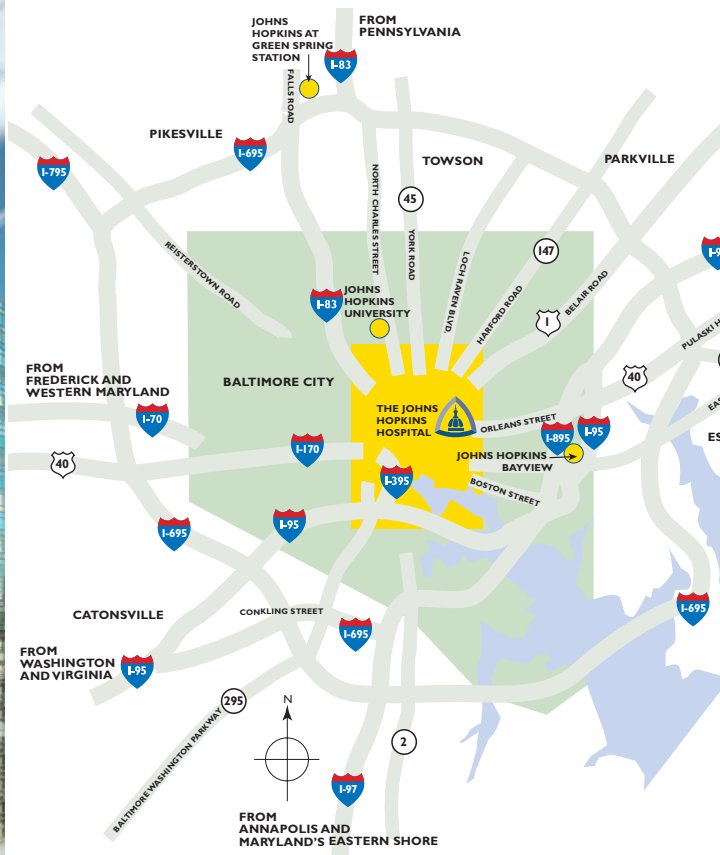 JOHNS
HOPKINS AT
GREEN SPRING
STATION
FROM
PENNSYLVANIA
I-83
FALLS ROAD
PIKESVILLE
I-695
TOWSON
PARKVILLE
I-795
NORTH CHARLES STREET
45
YORK ROAD
LOCH RAVEN BLVD.
147
HARFORD ROAD
BELAIR ROAD
REISTERSTOWN ROAD
I-83
JOHNS
HOPKINS
UNIVERSITY
1
PULASKI
40
FROM
FREDERICK AND
WESTERN MARYLAND
BALTIMORE CITY
I-70
THE JOHNS
HOPKINS
HOSPITAL
ORLEANS STREET
I-895
I-95
JOHNS HOPKINS
BAYVIEW
40
I-170
I-395
BOSTON STREET
I-695
I-95
CATONSVILLE
CONKLING STREET
I-695
I-695
FROM
WASHINGTON
AND VIRGINIA
I-95
295
BALTIMORE WASHINGTON PARKWAY
N
2
I-97
FROM
ANNAPOLIS AND
MARYLAND'S EASTERN SHORE